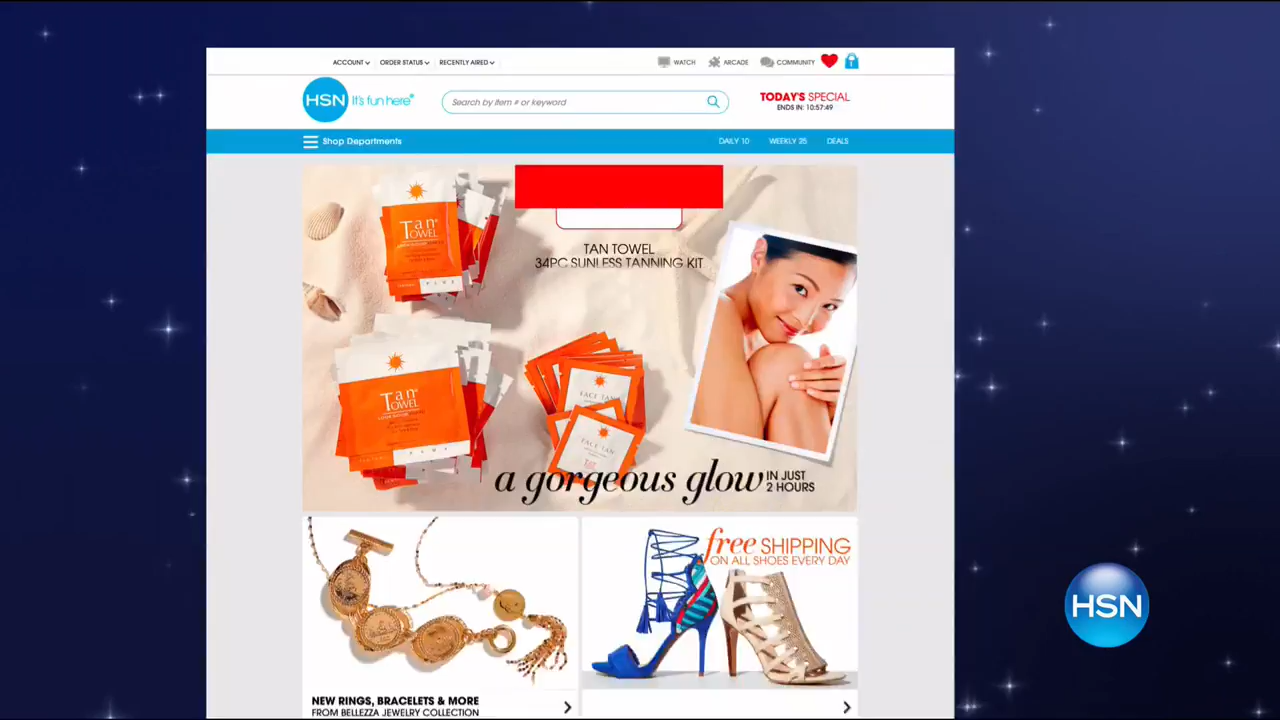 ACCOUNT ORDER STATUS RECENTLY AIRED WATCH ARCADE COMMUNITY
HSN It's fun here®
Search by item # or keyword
TODAY'S SPECIAL
ENDS IN: 10:57:49
Shop Departments DAILY 10 WEEKLY 25 DEALS
TAN TOWEL
34PC SUNLESS TANNING KIT
Tan
TOWEL
PLUS
Tan
TOWEL
PLUS
FACE TAN
FACE TAN
a gorgeous glow IN JUST
2 HOURS
free SHIPPING
ON ALL SHOES EVERY DAY
HSN
NEW RINGS, BRACELETS & MORE
FROM BELLEZZA JEWELRY COLLECTION